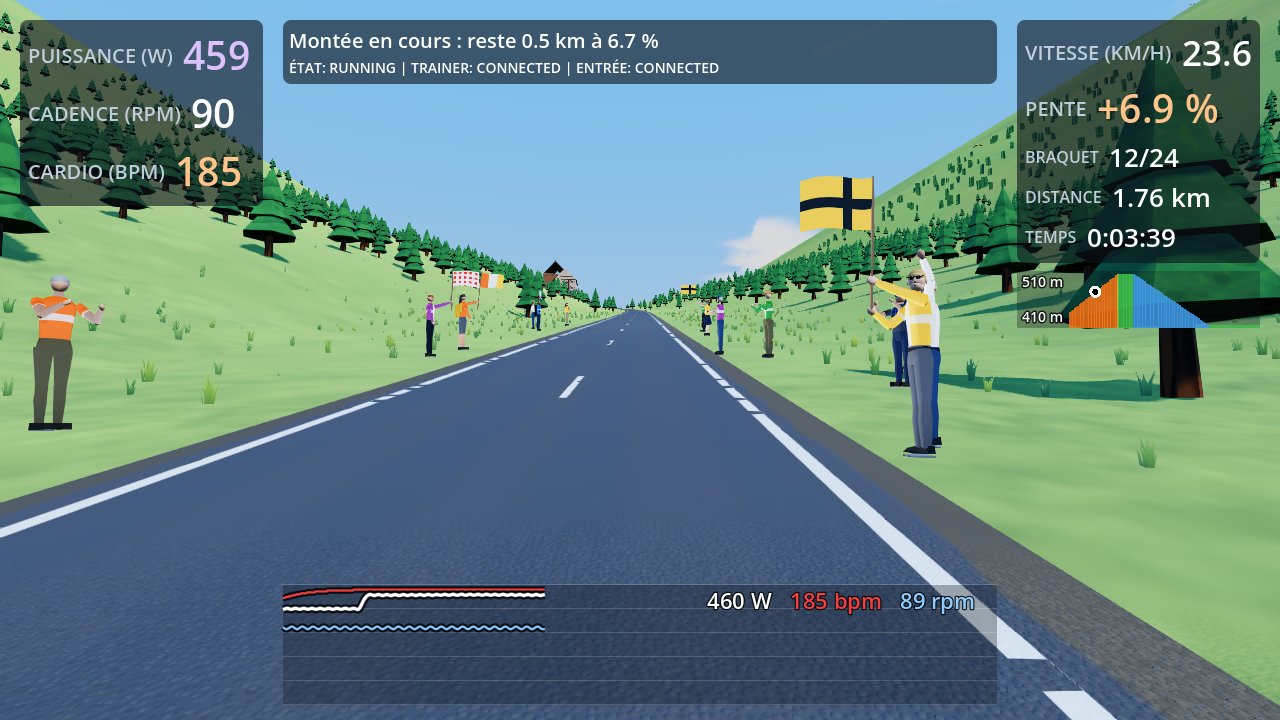 PUISSANCE (W) 459
CADENCE (RPM) 90
CARDIO (BPM) 185
Montée en cours : reste 0.5 km à 6.7 %
ÉTAT: RUNNING | TRAINER: CONNECTED | ENTRÉE: CONNECTED
VITESSE (KM/H) 23.6
PENTE +6.9 %
BRAQUET 12/24
DISTANCE 1.76 km
TEMPS 0:03:39
510 m
410 m
460 W 185 bpm 89 rpm